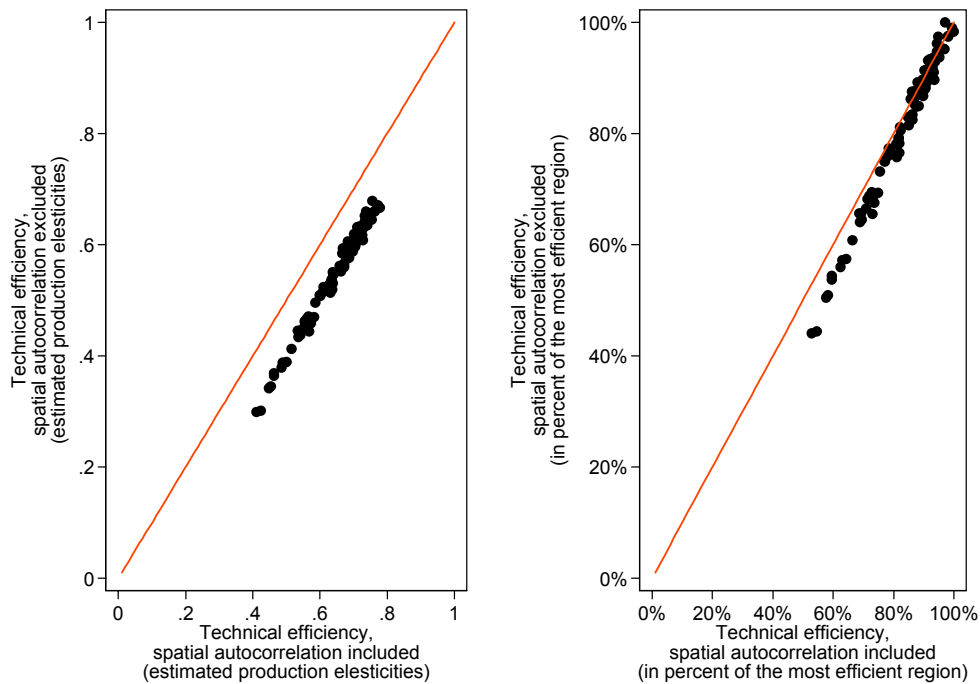 1
.8
.6
.4
.2
0
Technical efficiency,
spatial autocorrelation excluded
(estimated production elesticities)
0 .2 .4 .6 .8 1
Technical efficiency,
spatial autocorrelation included
(estimated production elesticities)
100%
80%
60%
40%
20%
0%
Technical efficiency,
spatial autocorrelation excluded
(in percent of the most efficient region)
0% 20% 40% 60% 80% 100%
Technical efficiency,
spatial autocorrelation included
(in percent of the most efficient region)